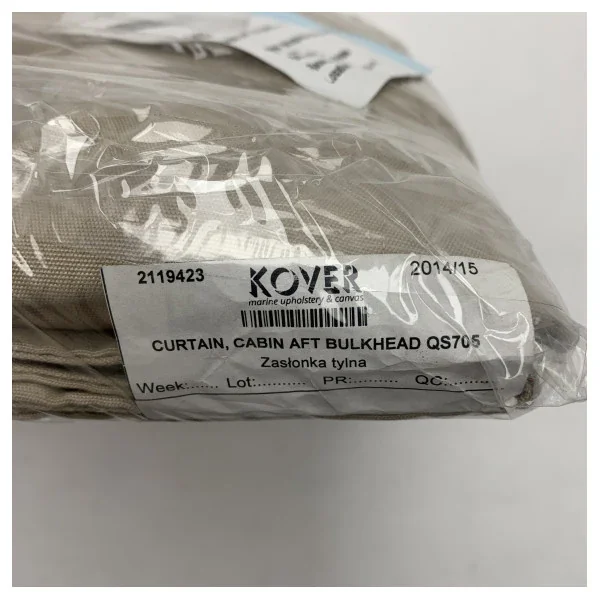 2119423 KOVER 2014/15
marine upholstery & canvas
CURTAIN, CABIN AFT BULKHEAD QS705
Zasłonka tylna
Week:...... Lot:............ PR:.......... QC:........